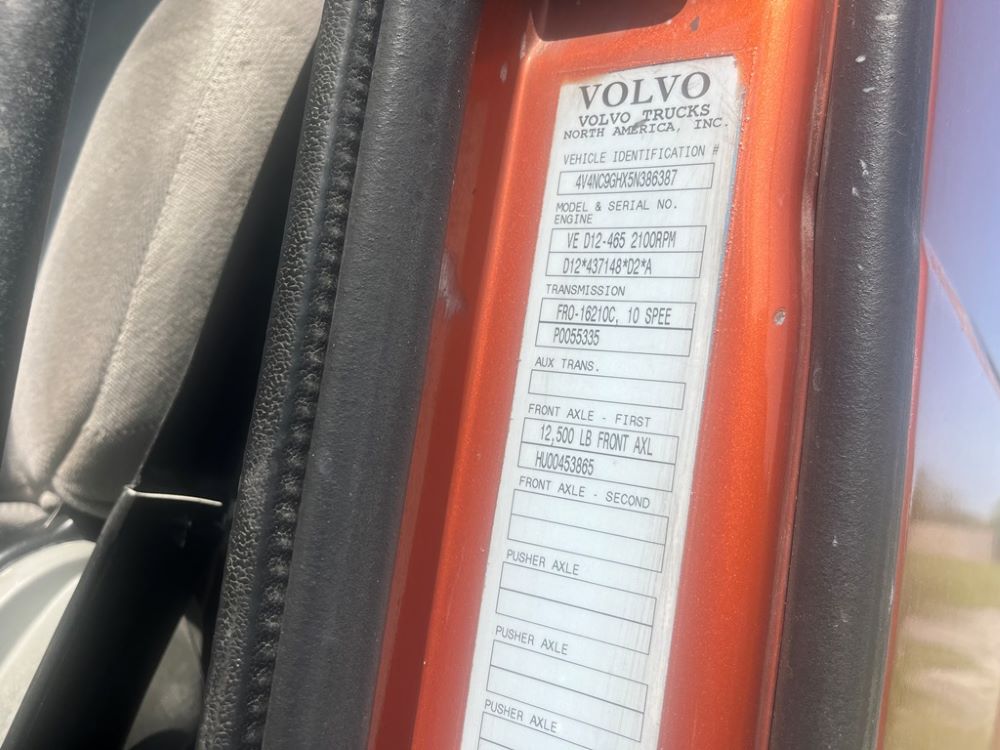 VOLVO
VOLVO TRUCKS
NORTH AMERICA, INC.
VEHICLE IDENTIFICATION #
4V4NC9GHX5N386387
MODEL & SERIAL NO.
ENGINE
VE D12-465 2100RPM
D12*437148*D2*A
TRANSMISSION
FRO-16210C, 10 SPEE
P0055335
AUX TRANS.
FRONT AXLE - FIRST
12,500 LB FRONT AXL
HU00453865
FRONT AXLE - SECOND
PUSHER AXLE
PUSHER AXLE
PUSHER AXLE